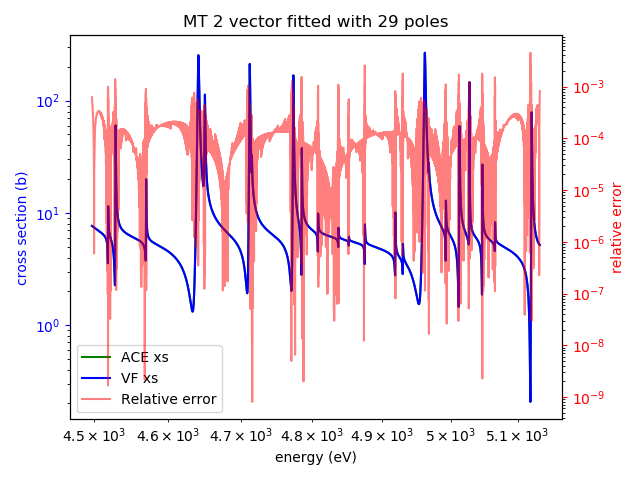 MT 2 vector fitted with 29 poles
cross section (b)
10²
10¹
10⁰
10⁻³
10⁻⁴
10⁻⁵
10⁻⁶
10⁻⁷
10⁻⁸
10⁻⁹
relative error
ACE xs
VF xs
Relative error
4.5 × 10³ 4.6 × 10³ 4.7 × 10³ 4.8 × 10³ 4.9 × 10³ 5 × 10³ 5.1 × 10³
energy (eV)